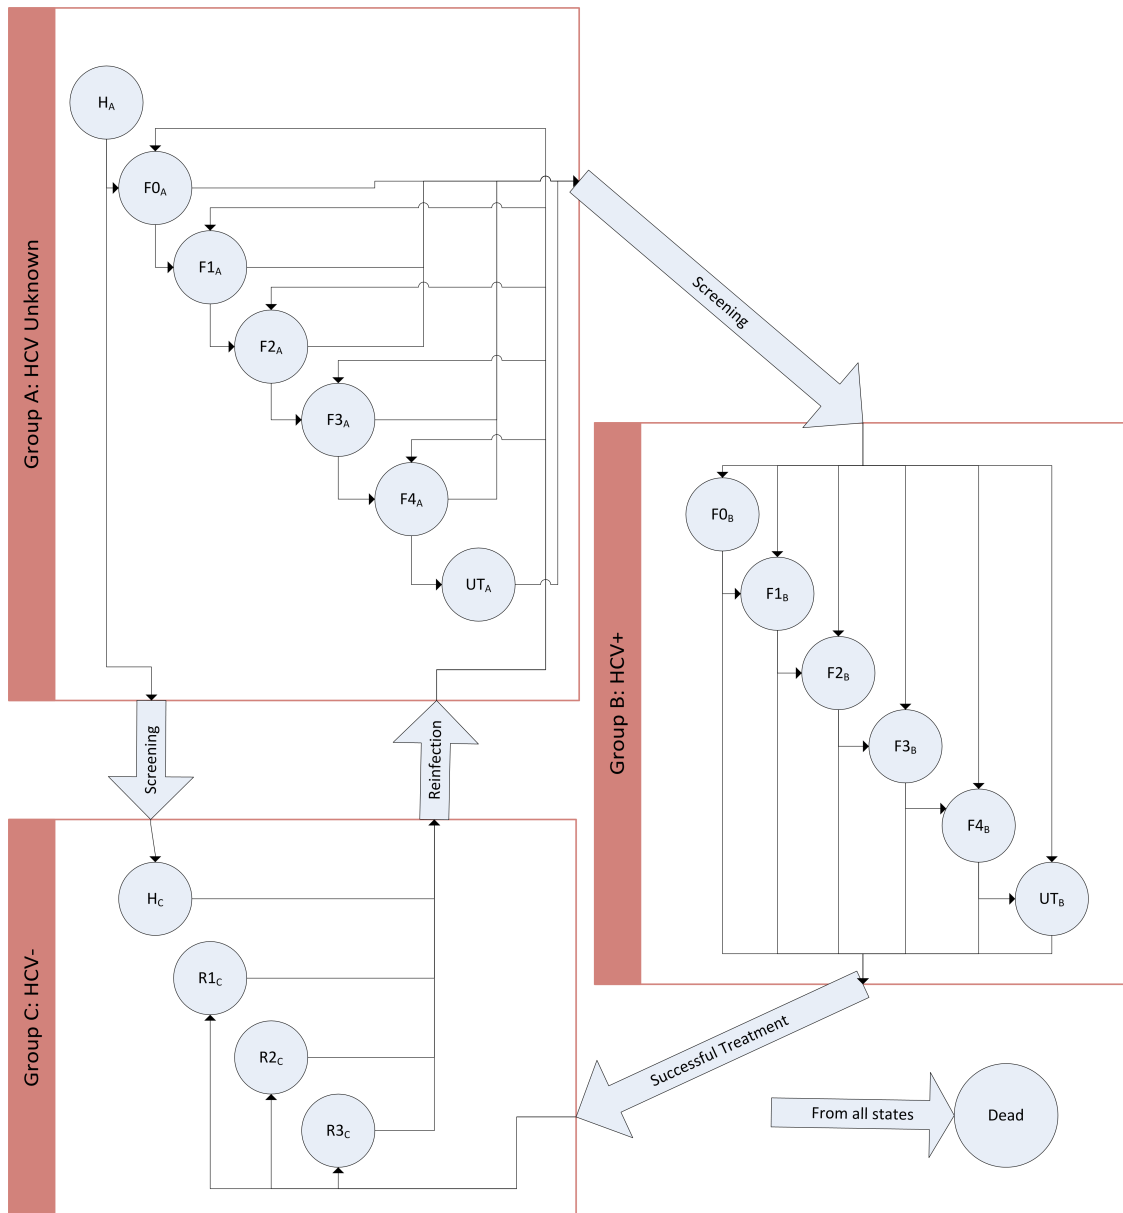 Group A: HCV Unknown
HA
F0A
F1A
F2A
F3A
F4A
UTA
Screening
Group B: HCV+
F0B
F1B
F2B
F3B
F4B
UTB
Screening
Reinfection
Group C: HCV-
HC
R1C
R2C
R3C
Successful Treatment
From all states
Dead